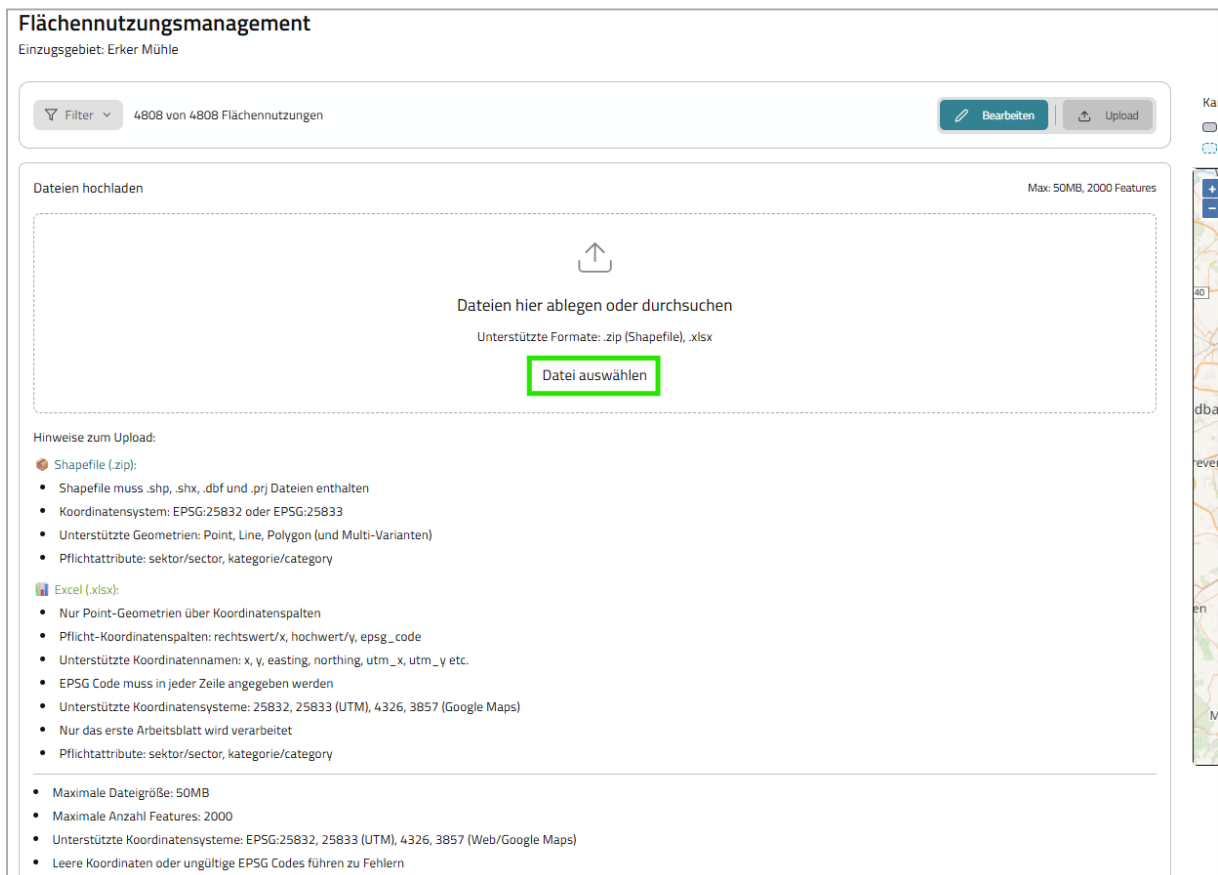 Flächennutzungsmanagement
Einzugsgebiet: Erker Mühle
Filter
4808 von 4808 Flächennutzungen
Bearbeiten
Upload
Dateien hochladen
Max: 50MB, 2000 Features
Dateien hier ablegen oder durchsuchen
Unterstützte Formate: .zip (Shapefile), .xlsx
Datei auswählen
Hinweise zum Upload:
Shapefile (.zip):
• Shapefile muss .shp, .shx, .dbf und .prj Dateien enthalten
• Koordinatensystem: EPSG:25832 oder EPSG:25833
• Unterstützte Geometrien: Point, Line, Polygon (und Multi-Varianten)
• Pflichtattribute: sektor/sector, kategorie/category
Excel (.xlsx):
• Nur Point-Geometrien über Koordinatenspalten
• Pflicht-Koordinatenspalten: rechtswert/x, hochwert/y, epsg_code
• Unterstützte Koordinatennamen: x, y, easting, northing, utm_x, utm_y etc.
• EPSG Code muss in jeder Zeile angegeben werden
• Unterstützte Koordinatensysteme: 25832, 25833 (UTM), 4326, 3857 (Google Maps)
• Nur das erste Arbeitsblatt wird verarbeitet
• Pflichtattribute: sektor/sector, kategorie/category
• Maximale Dateigröße: 50MB
• Maximale Anzahl Features: 2000
• Unterstützte Koordinatensysteme: EPSG:25832, 25833 (UTM), 4326, 3857 (Web/Google Maps)
• Leere Koordinaten oder ungültige EPSG Codes führen zu Fehlern
Ka
+
−
40
dba
rever
en
M